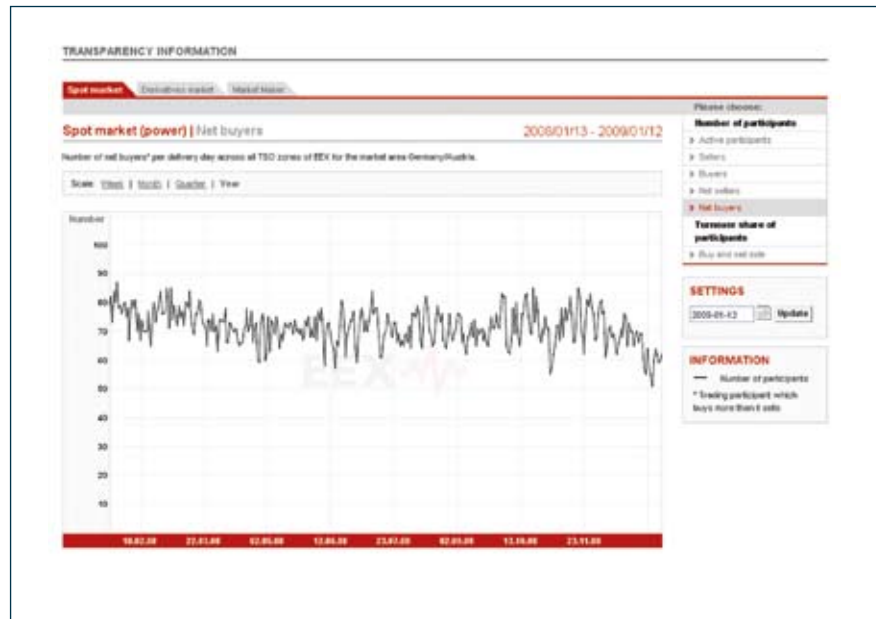 TRANSPARENCY INFORMATION
Spot market Derivatives market Market Maker
Spot market (power) | Net buyers 2008/01/13 - 2009/01/12
Number of net buyers* per delivery day across all TSO zones of EEX for the market area Germany/Austria.
Scale: Week | Month | Quarter | Year
Number
100
90
80
70
60
50
40
30
20
10
EEX
22.03.08 02.05.08 12.06.08 23.07.08 02.09.08 13.10.08 23.11.08
Please choose:
Number of participants
Active participants
Sellers
Buyers
Net sellers
Net buyers
Turnover share of
participants
Buy and sell side
SETTINGS
2009-01-12 Update
INFORMATION
Number of participants
* Trading participant which
buys more than it sells